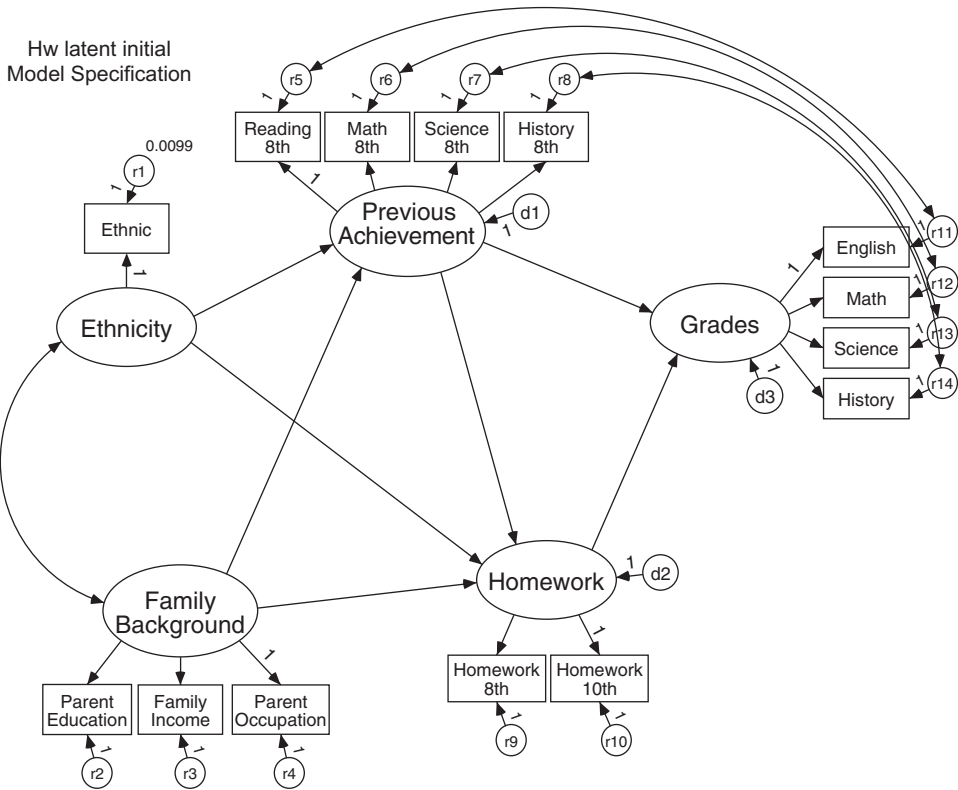 Hw latent initial
Model Specification
r5
r6
r7
r8
1
1
1
1
Reading
8th
Math
8th
Science
8th
History
8th
0.0099
r1
1
Ethnic
1
1
Previous
Achievement
d1
1
r11
1
English
1
r12
1
Math
r13
1
Science
r14
1
History
Ethnicity
Grades
1
d3
Homework
1
d2
Family
Background
1
1
Parent
Education
Family
Income
Parent
Occupation
Homework
8th
Homework
10th
1
1
1
1
1
r2
r3
r4
r9
r10